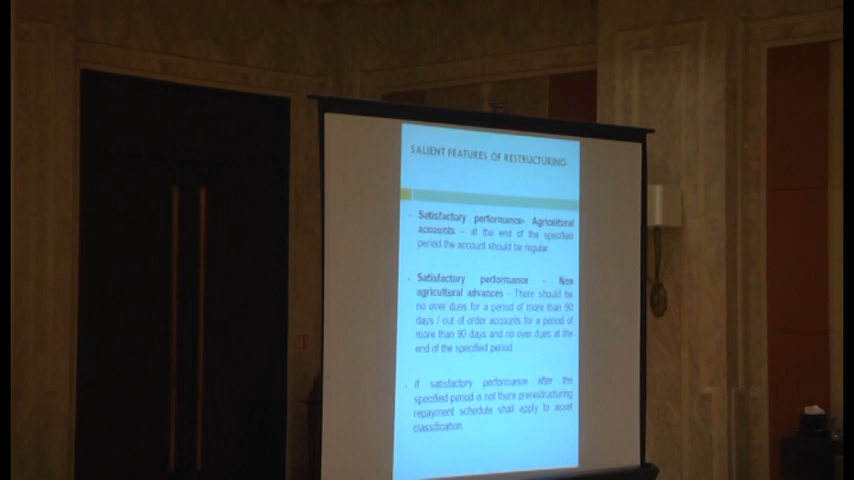 SALIENT FEATURES OF RESTRUCTURING-
- Satisfactory performance- Agricultural
accounts - at the end of the specified
period the account should be regular.
- Satisfactory performance - Non
agricultural advances - There should be
no over dues for a period of more than 90
days / out of order accounts for a period of
more than 90 days and no over dues at the
end of the specified period.
- If satisfactory performance after the
specified period is not there prerestructuring
repayment schedule shall apply to asset
classification.